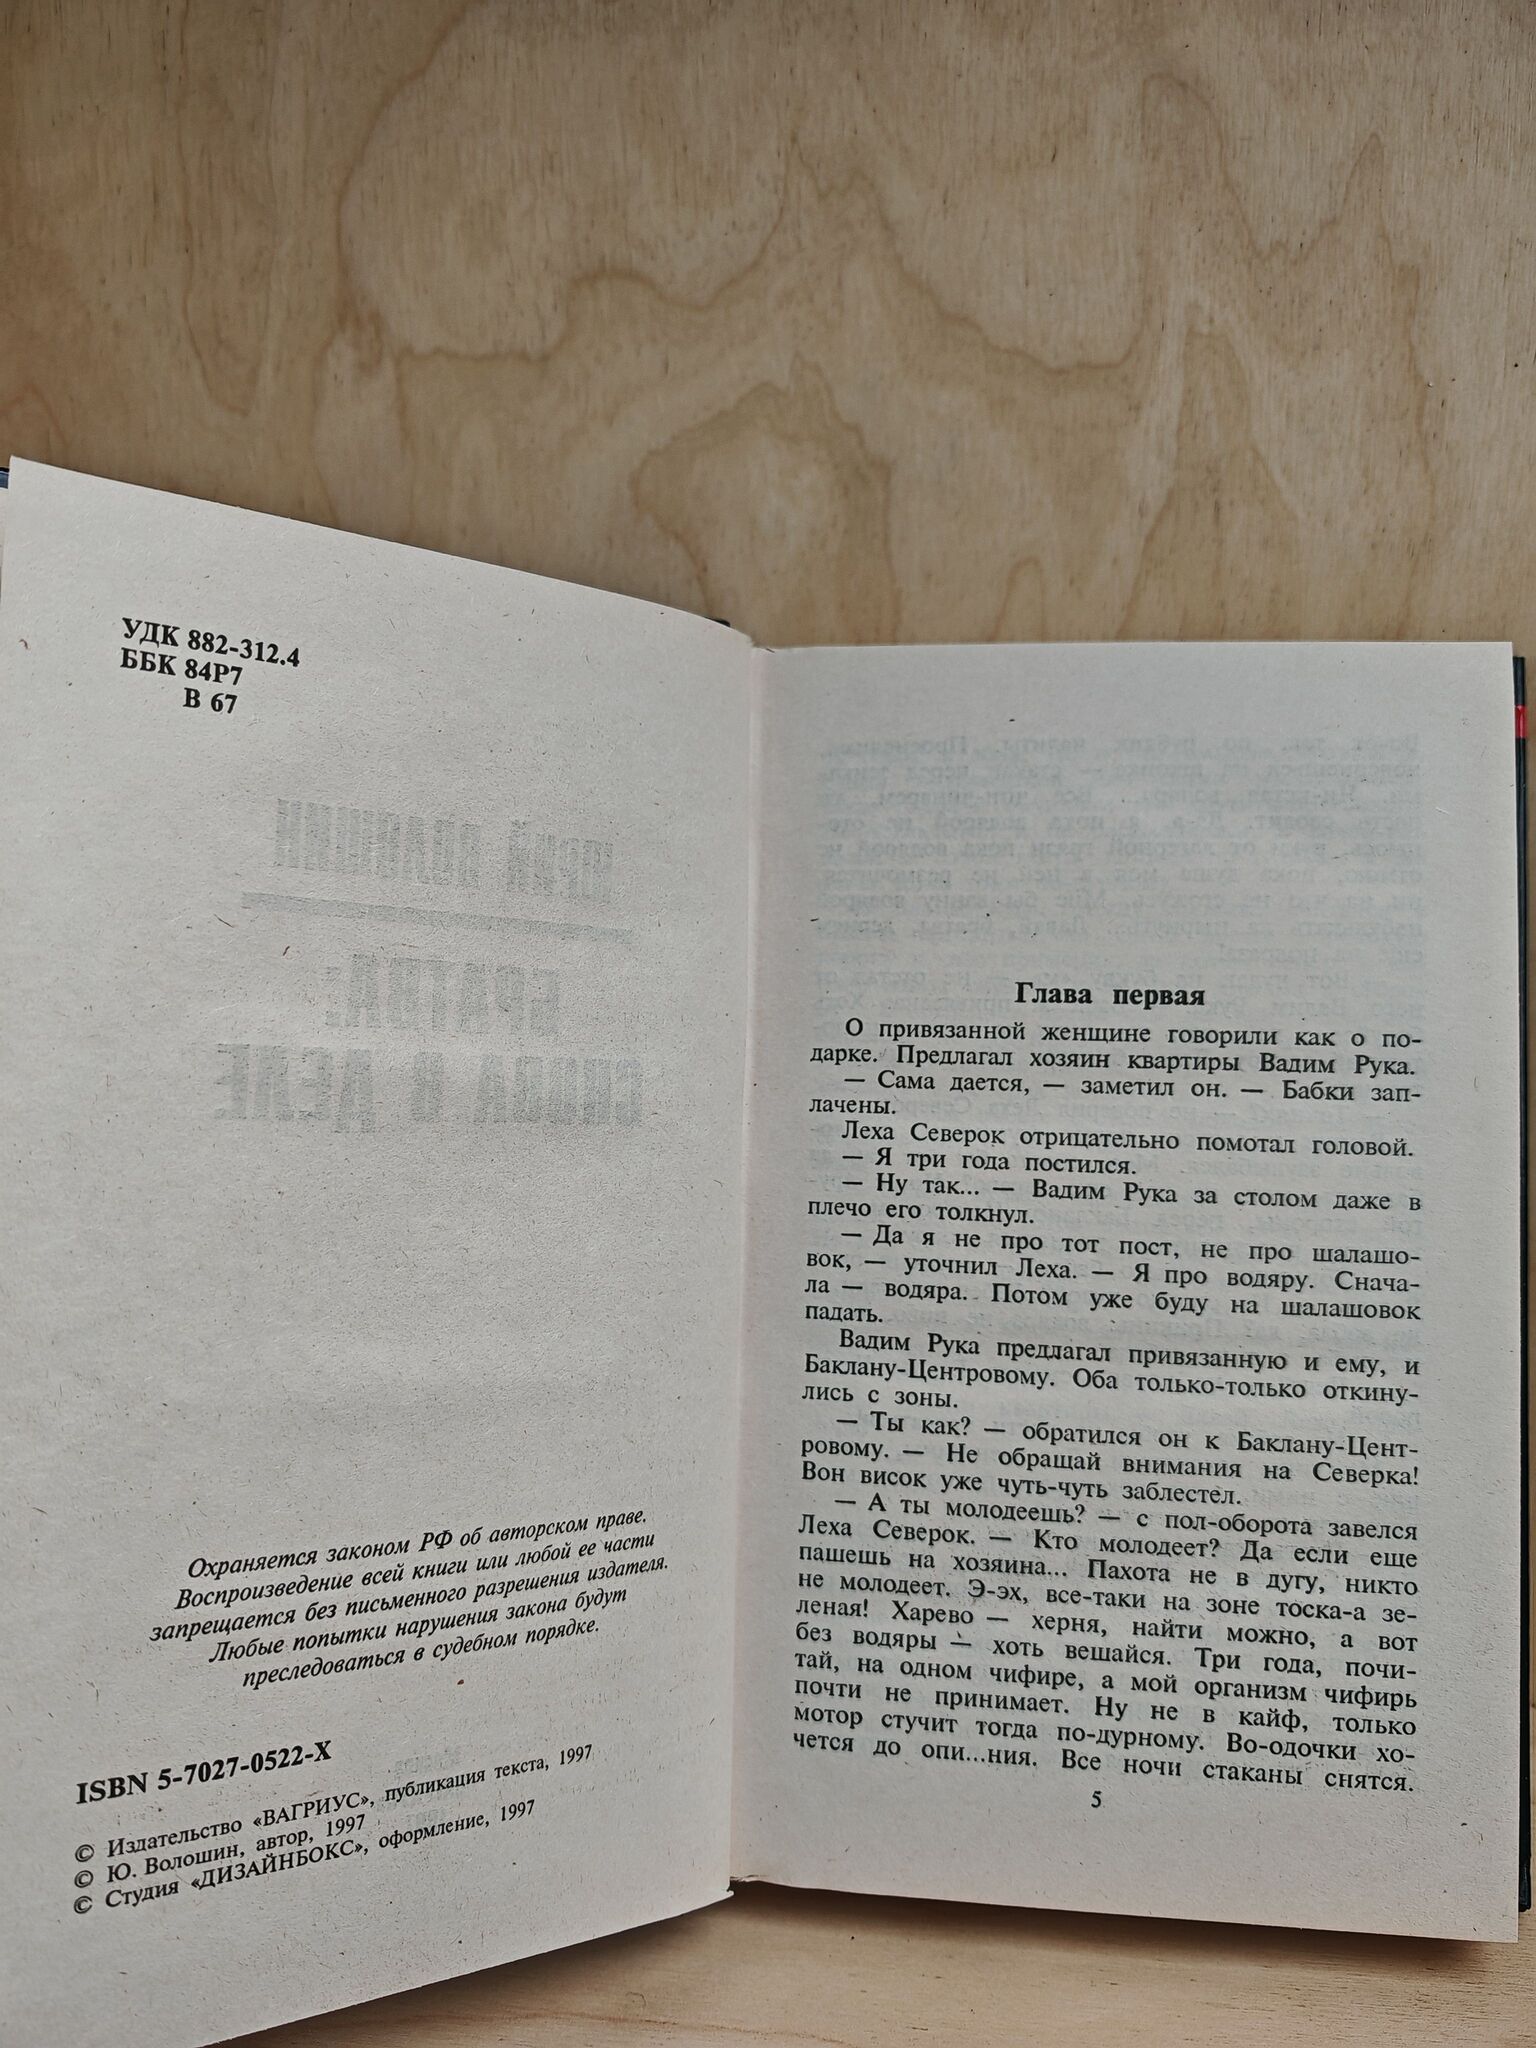 УДК 882-312.4
ББК 84Р7
В 67
Охраняется законом РФ об авторском праве.
Воспроизведение всей книги или любой ее части
запрещается без письменного разрешения издателя.
Любые попытки нарушения закона будут
преследоваться в судебном порядке.
ISBN 5-7027-0522-X
© Издательство «ВАГРИУС», публикация текста, 1997
© Ю. Волошин, автор, 1997
© Студия «ДИЗАЙНБОКС», оформление, 1997
Глава первая
О привязанной женщине говорили как о по-
дарке. Предлагал хозяин квартиры Вадим Рука.
— Сама дается, — заметил он. — Бабки зап-
лачены.
Леха Северок отрицательно помотал головой.
— Я три года постился.
— Ну так... — Вадим Рука за столом даже в
плечо его толкнул.
— Да я не про тот пост, не про шалашо-
вок, — уточнил Леха. — Я про водяру. Снача-
ла — водяра. Потом уже буду на шалашовок
падать.
Вадим Рука предлагал привязанную и ему, и
Баклану-Центровому. Оба только-только откину-
лись с зоны.
— Ты как? — обратился он к Баклану-Цент-
ровому. — Не обращай внимания на Северка!
Вон висок уже чуть-чуть заблестел.
— А ты молодеешь? — с пол-оборота завелся
Леха Северок. — Кто молодеет? Да если еще
пашешь на хозяина... Пахота не в дугу, никто
не молодеет. Э-эх, все-таки на зоне тоска-а зе-
леная! Харево — херня, найти можно, а вот
без водяры — хоть вешайся. Три года, почи-
тай, на одном чифире, а мой организм чифирь
почти не принимает. Ну не в кайф, только
мотор стучит тогда по-дурному. Во-одочки хо-
чется до опи...ния. Все ночи стаканы снятся.
5